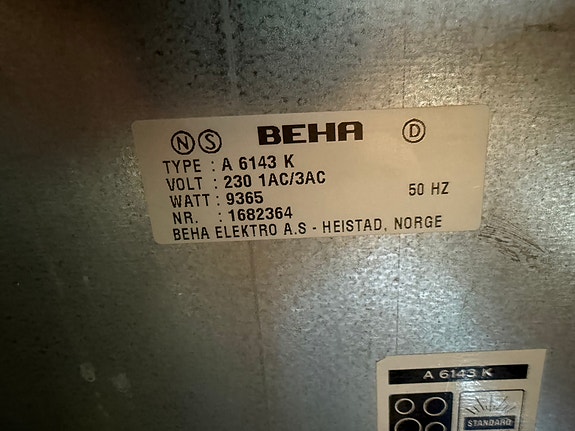 N S BEHA D
TYPE : A 6143 K
VOLT : 230 1AC/3AC
WATT : 9365 50 HZ
NR. : 1682364
BEHA ELEKTRO A.S - HEISTAD, NORGE
A 6143 K
STANDARD